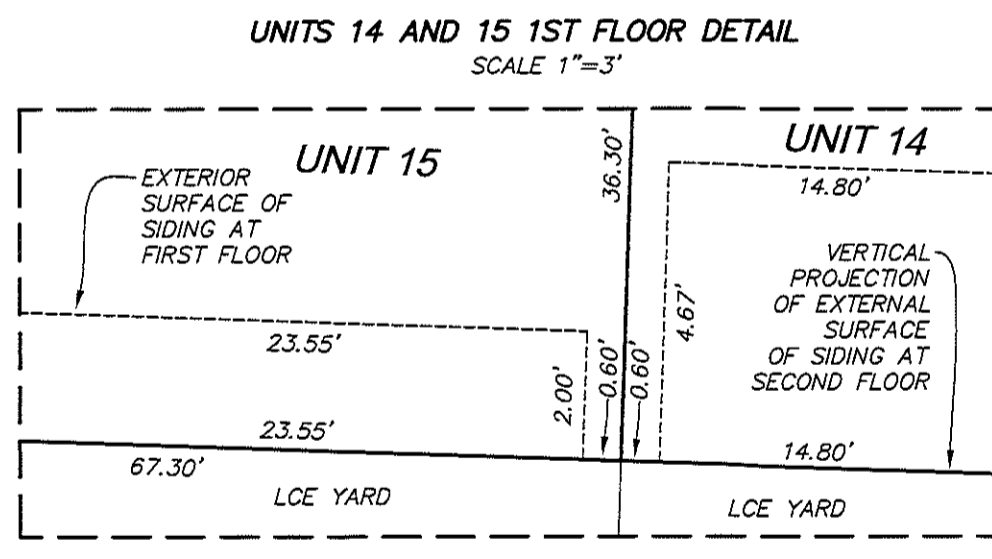 UNITS 14 AND 15 1ST FLOOR DETAIL
SCALE 1"=3'
UNIT 15
36.30'
UNIT 14
EXTERIOR
SURFACE OF
SIDING AT
FIRST FLOOR
14.80'
VERTICAL
PROJECTION
OF EXTERNAL
SURFACE
OF SIDING AT
SECOND FLOOR
4.67'
23.55'
2.00'
0.60'
0.60'
23.55'
67.30'
14.80'
LCE YARD
LCE YARD